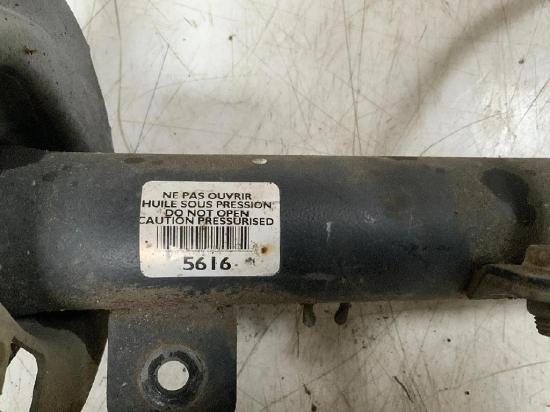 NE PAS OUVRIR
HUILE SOUS PRESSION
DO NOT OPEN
CAUTION PRESSURISED
5616